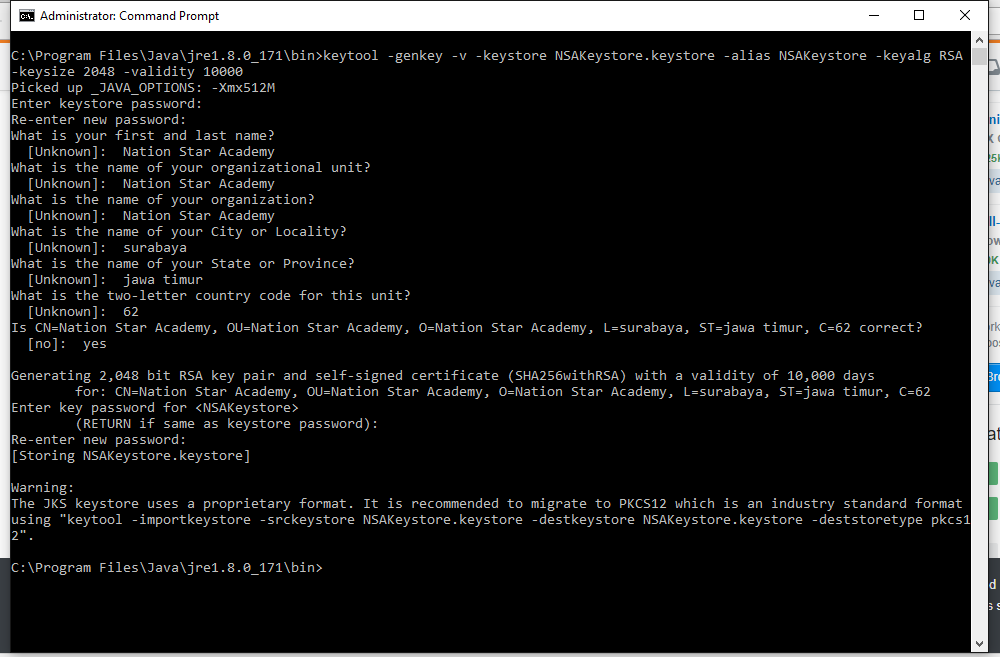 Administrator: Command Prompt
C:\Program Files\Java\jre1.8.0_171\bin>keytool -genkey -v -keystore NSAKeystore.keystore -alias NSAKeystore -keyalg RSA
-keysize 2048 -validity 10000
Picked up _JAVA_OPTIONS: -Xmx512M
Enter keystore password:
Re-enter new password:
What is your first and last name?
  [Unknown]:  Nation Star Academy
What is the name of your organizational unit?
  [Unknown]:  Nation Star Academy
What is the name of your organization?
  [Unknown]:  Nation Star Academy
What is the name of your City or Locality?
  [Unknown]:  surabaya
What is the name of your State or Province?
  [Unknown]:  jawa timur
What is the two-letter country code for this unit?
  [Unknown]:  62
Is CN=Nation Star Academy, OU=Nation Star Academy, O=Nation Star Academy, L=surabaya, ST=jawa timur, C=62 correct?
  [no]:  yes
Generating 2,048 bit RSA key pair and self-signed certificate (SHA256withRSA) with a validity of 10,000 days
        for: CN=Nation Star Academy, OU=Nation Star Academy, O=Nation Star Academy, L=surabaya, ST=jawa timur, C=62
Enter key password for <NSAKeystore>
        (RETURN if same as keystore password):
Re-enter new password:
[Storing NSAKeystore.keystore]
Warning:
The JKS keystore uses a proprietary format. It is recommended to migrate to PKCS12 which is an industry standard format
using "keytool -importkeystore -srckeystore NSAKeystore.keystore -destkeystore NSAKeystore.keystore -deststoretype pkcs1
2".
C:\Program Files\Java\jre1.8.0_171\bin>